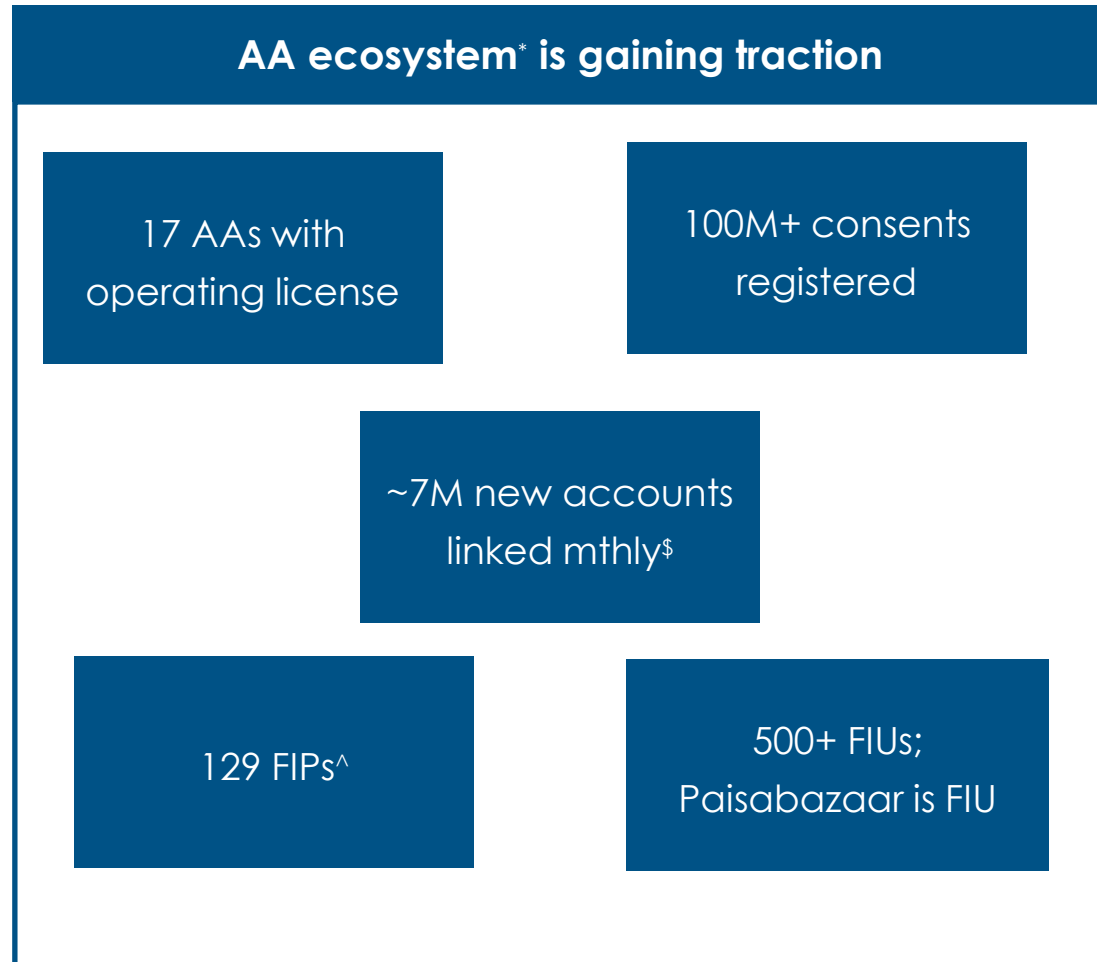 AA ecosystem* is gaining traction
17 AAs with
operating license
100M+ consents
registered
~7M new accounts
linked mthly$
129 FIPs^
500+ FIUs;
Paisabazaar is FIU